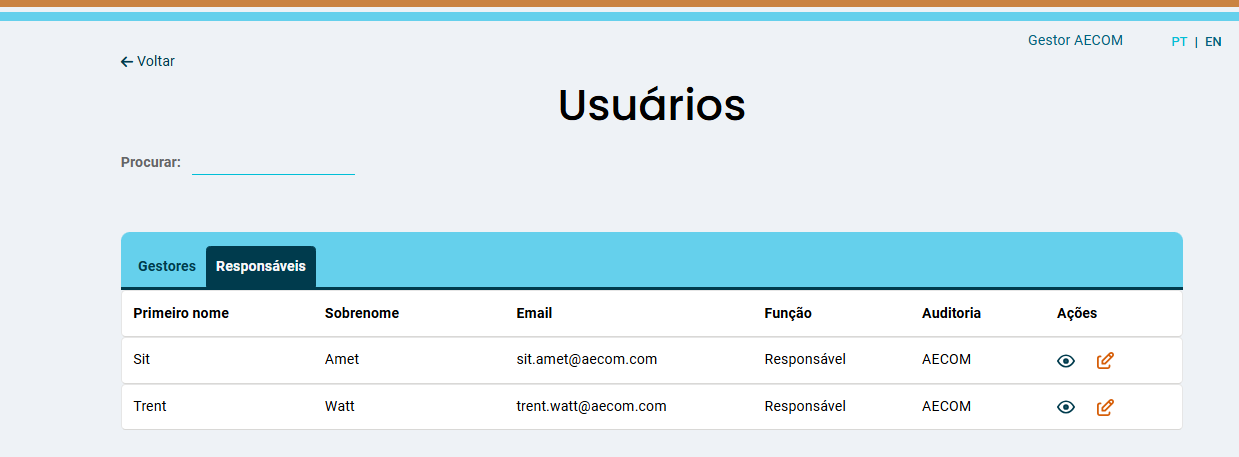 Gestor AECOM PT | EN
Voltar
Usuários
Procurar:
Gestores Responsáveis
Primeiro nome Sobrenome Email Função Auditoria Ações
Sit Amet sit.amet@aecom.com Responsável AECOM
Trent Watt trent.watt@aecom.com Responsável AECOM